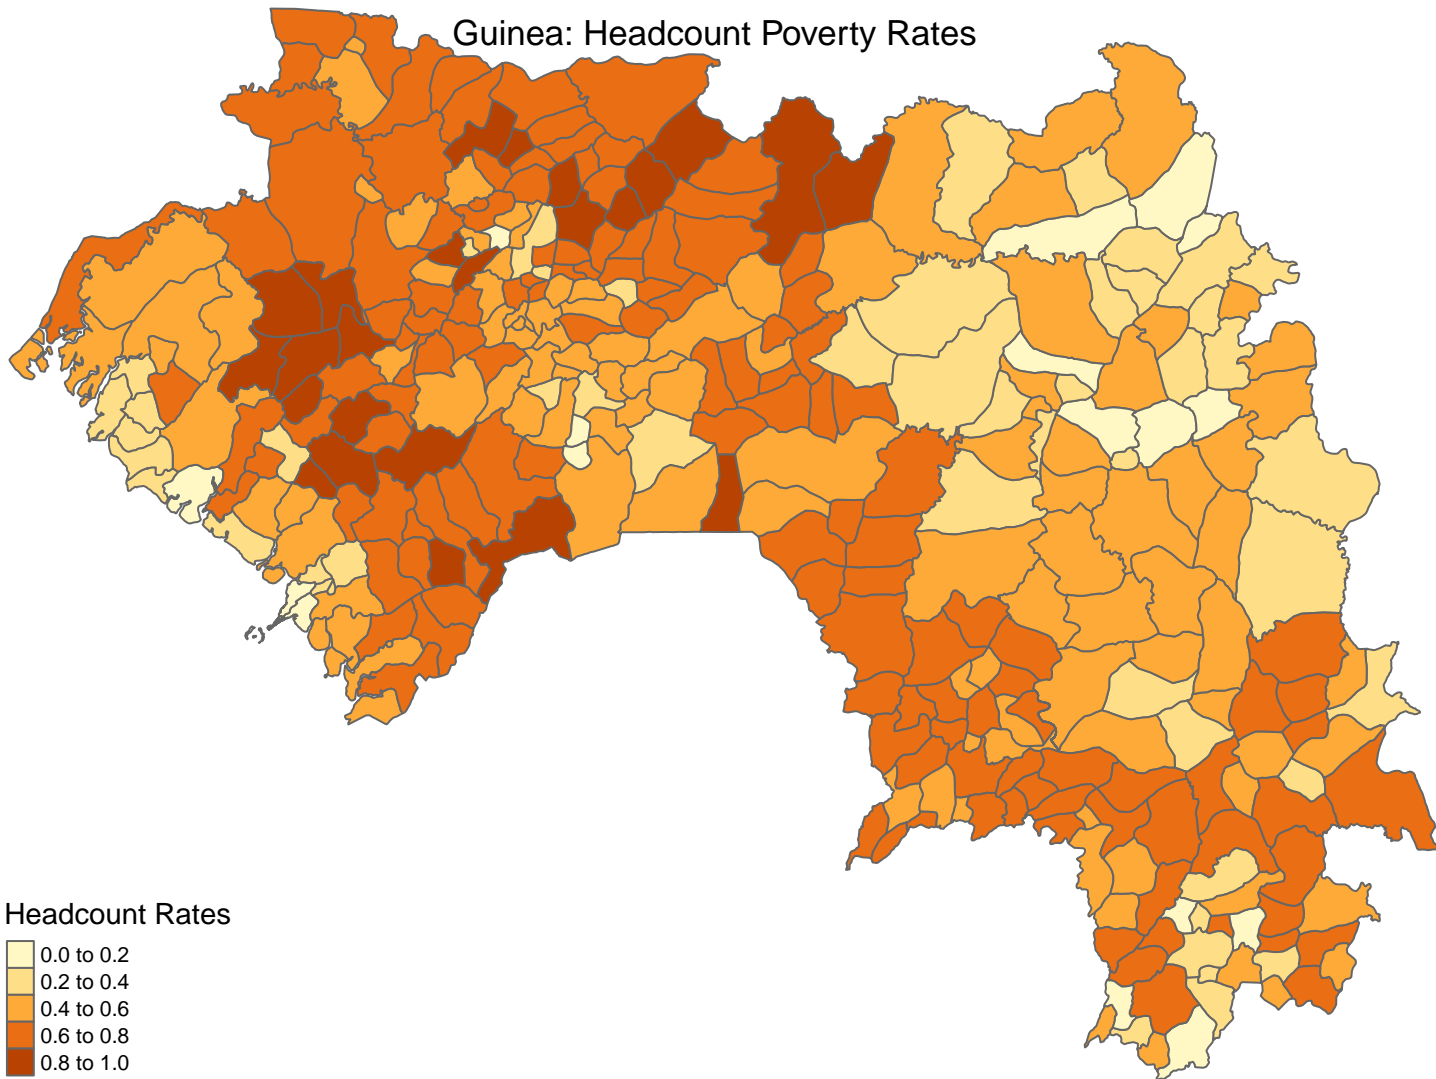 Guinea: Headcount Poverty Rates
Headcount Rates
0.0 to 0.2
0.2 to 0.4
0.4 to 0.6
0.6 to 0.8
0.8 to 1.0